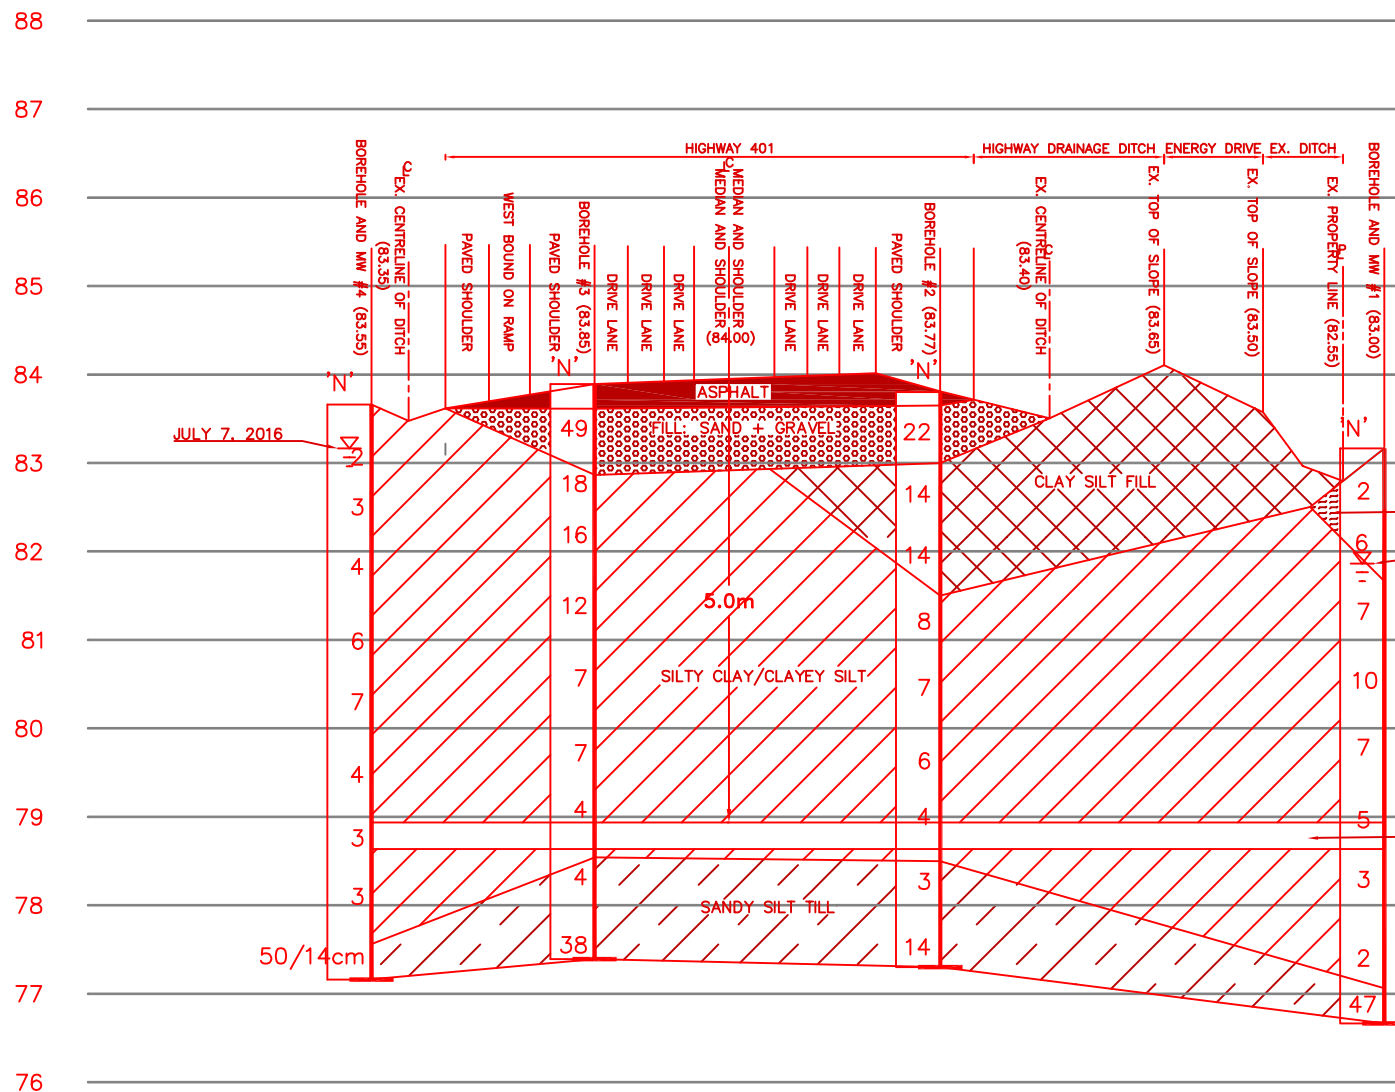 88
87
86
85
84
83
82
81
80
79
78
77
76
HIGHWAY 401
HIGHWAY DRAINAGE DITCH
ENERGY DRIVE
EX. DITCH
BOREHOLE AND MW #4 (83.55)
EX. CENTRELINE OF DITCH
(83.35)
PAVED SHOULDER
WEST BOUND ON RAMP
PAVED SHOULDER
BOREHOLE #3 (83.85)
DRIVE LANE
DRIVE LANE
DRIVE LANE
MEDIAN AND SHOULDER
MEDIAN AND SHOULDER
(84.00)
DRIVE LANE
DRIVE LANE
DRIVE LANE
PAVED SHOULDER
BOREHOLE #2 (83.77)
EX. CENTRELINE OF DITCH
(83.40)
EX. TOP OF SLOPE (83.65)
EX. TOP OF SLOPE (83.50)
EX. PROPERTY LINE (82.55)
BOREHOLE AND MW #1 (83.00)
JULY 7, 2016
'N'
2
3
4
6
7
4
3
3
50/14cm
'N'
49
18
16
12
7
7
4
4
38
ASPHALT
FILL: SAND + GRAVEL
CLAY SILT FILL
5.0m
SILTY CLAY/CLAYEY SILT
SANDY SILT TILL
'N'
22
14
14
8
7
6
4
3
14
'N'
2
6
7
10
7
5
3
2
47